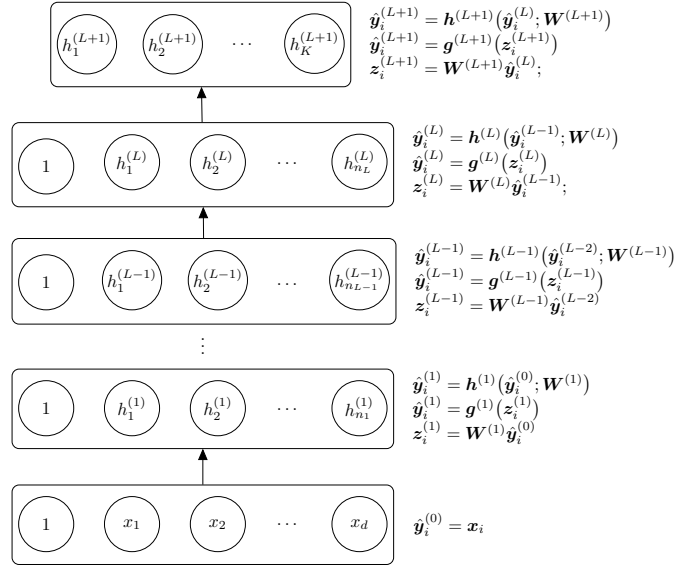 h_1^{(L+1)} h_2^{(L+1)} ⋯ h_K^{(L+1)}
ŷ_i^{(L+1)} = h^{(L+1)}(ŷ_i^{(L)}; W^{(L+1)})
ŷ_i^{(L+1)} = g^{(L+1)}(z_i^{(L+1)})
z_i^{(L+1)} = W^{(L+1)} ŷ_i^{(L)};
1 h_1^{(L)} h_2^{(L)} ⋯ h_{n_L}^{(L)}
ŷ_i^{(L)} = h^{(L)}(ŷ_i^{(L-1)}; W^{(L)})
ŷ_i^{(L)} = g^{(L)}(z_i^{(L)})
z_i^{(L)} = W^{(L)} ŷ_i^{(L-1)};
1 h_1^{(L-1)} h_2^{(L-1)} ⋯ h_{n_{L-1}}^{(L-1)}
ŷ_i^{(L-1)} = h^{(L-1)}(ŷ_i^{(L-2)}; W^{(L-1)})
ŷ_i^{(L-1)} = g^{(L-1)}(z_i^{(L-1)})
z_i^{(L-1)} = W^{(L-1)} ŷ_i^{(L-2)}
⋮
1 h_1^{(1)} h_2^{(1)} ⋯ h_{n_1}^{(1)}
ŷ_i^{(1)} = h^{(1)}(ŷ_i^{(0)}; W^{(1)})
ŷ_i^{(1)} = g^{(1)}(z_i^{(1)})
z_i^{(1)} = W^{(1)} ŷ_i^{(0)}
1 x_1 x_2 ⋯ x_d
ŷ_i^{(0)} = x_i